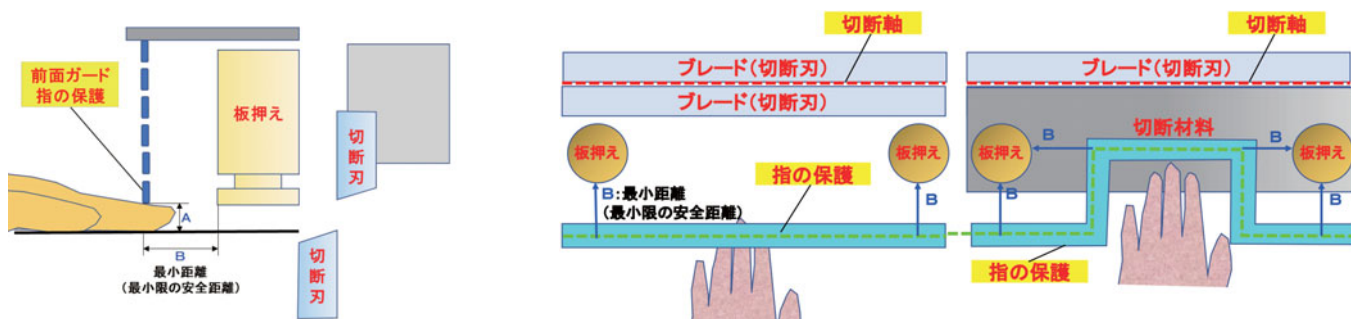 前面ガード
指の保護
板押え
切断刃
A
B
最小距離
(最小限の安全距離)
切断刃
切断軸
ブレード(切断刃)
ブレード(切断刃)
板押え
板押え
B:最小距離
(最小限の安全距離)
指の保護
B
切断軸
ブレード(切断刃)
切断材料
B
B
板押え
板押え
B
B
指の保護